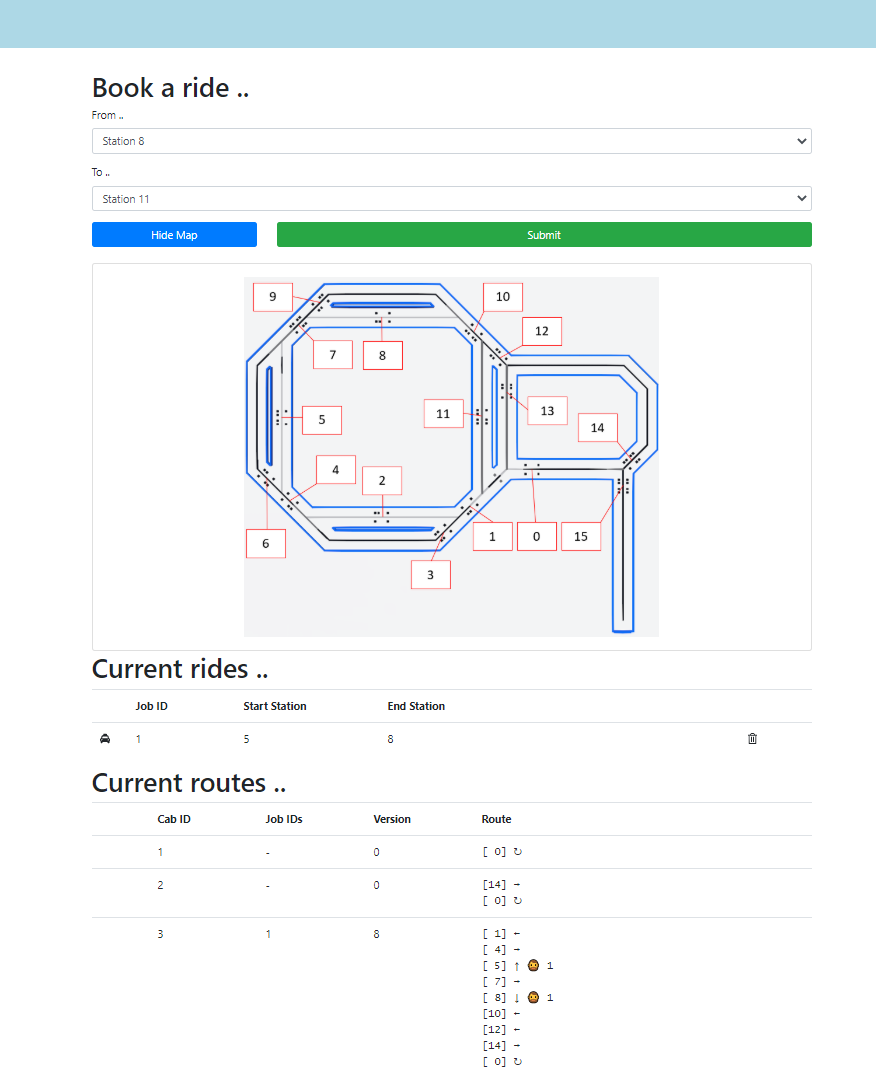 Book a ride ..
From ..
Station 8
To ..
Station 11
Hide Map
Submit
9
10
12
7
8
13
11
5
14
4
2
6
1
0
15
3
Current rides ..
Job ID Start Station End Station
1 5 8
Current routes ..
Cab ID Job IDs Version Route
1 - 0 [ 0] ↻
2 - 0 [14] →
[ 0] ↻
3 1 8 [ 1] ←
[ 4] →
[ 5] ↑ 🧔 1
[ 7] →
[ 8] ↓ 🧔 1
[10] ←
[12] ←
[14] →
[ 0] ↻